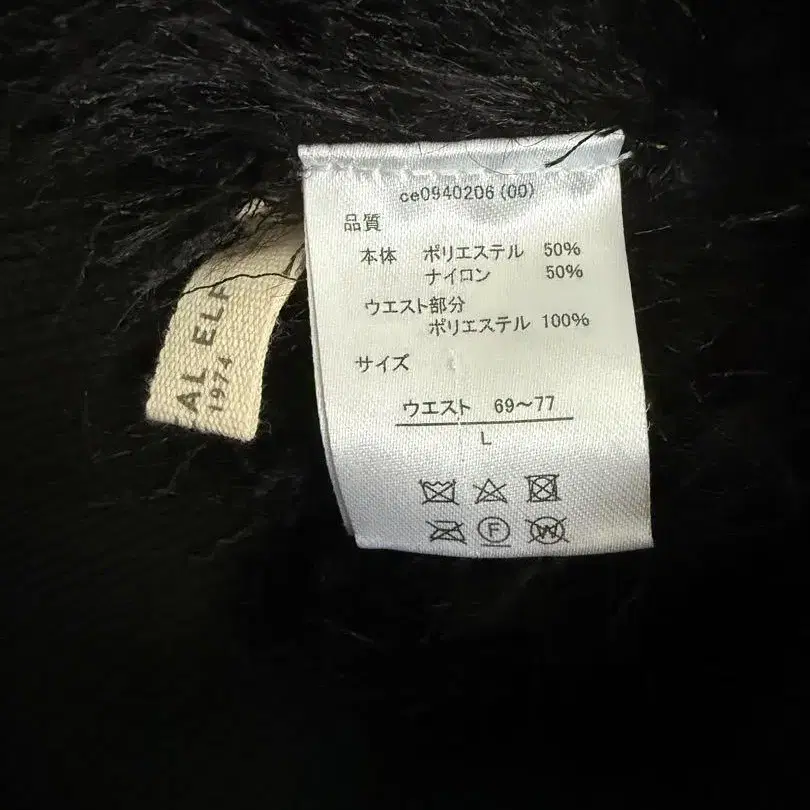 ce0940206(00)
品質
本体 ポリエステル 50%
ナイロン 50%
ウエスト部分
ポリエステル 100%
サイズ
ウエスト 69～77
L
F W
AL ELF
1974